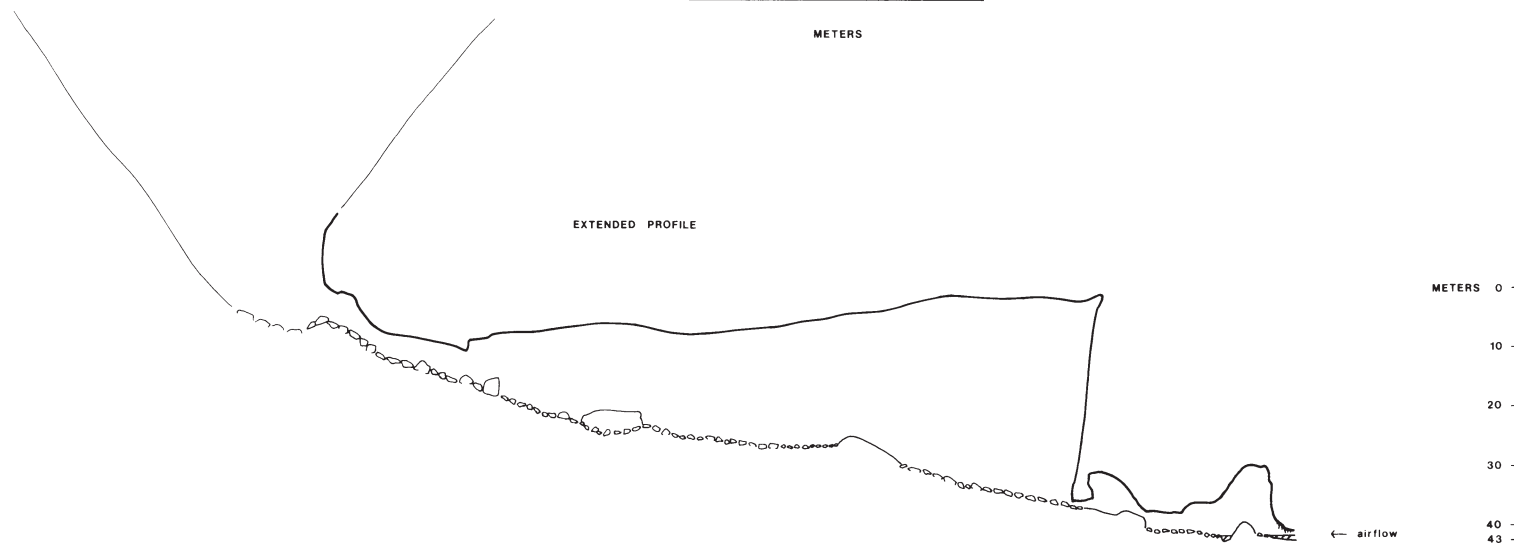 METERS
EXTENDED PROFILE
METERS 0 -
10 -
20 -
30 -
40 -
← airflow
43 -